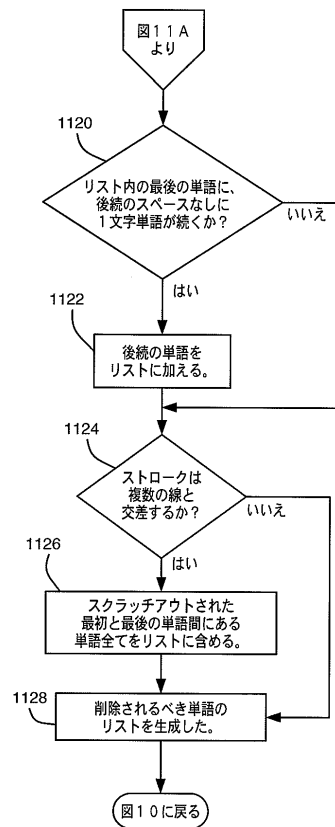 図１１Ａ
より
1120
リスト内の最後の単語に、
後続のスペースなしに
１文字単語が続くか？
いいえ
はい
1122
後続の単語を
リストに加える。
1124
ストロークは
複数の線と
交差するか？
いいえ
はい
1126
スクラッチアウトされた
最初と最後の単語間にある
単語全てをリストに含める。
1128
削除されるべき単語の
リストを生成した。
図１０に戻る